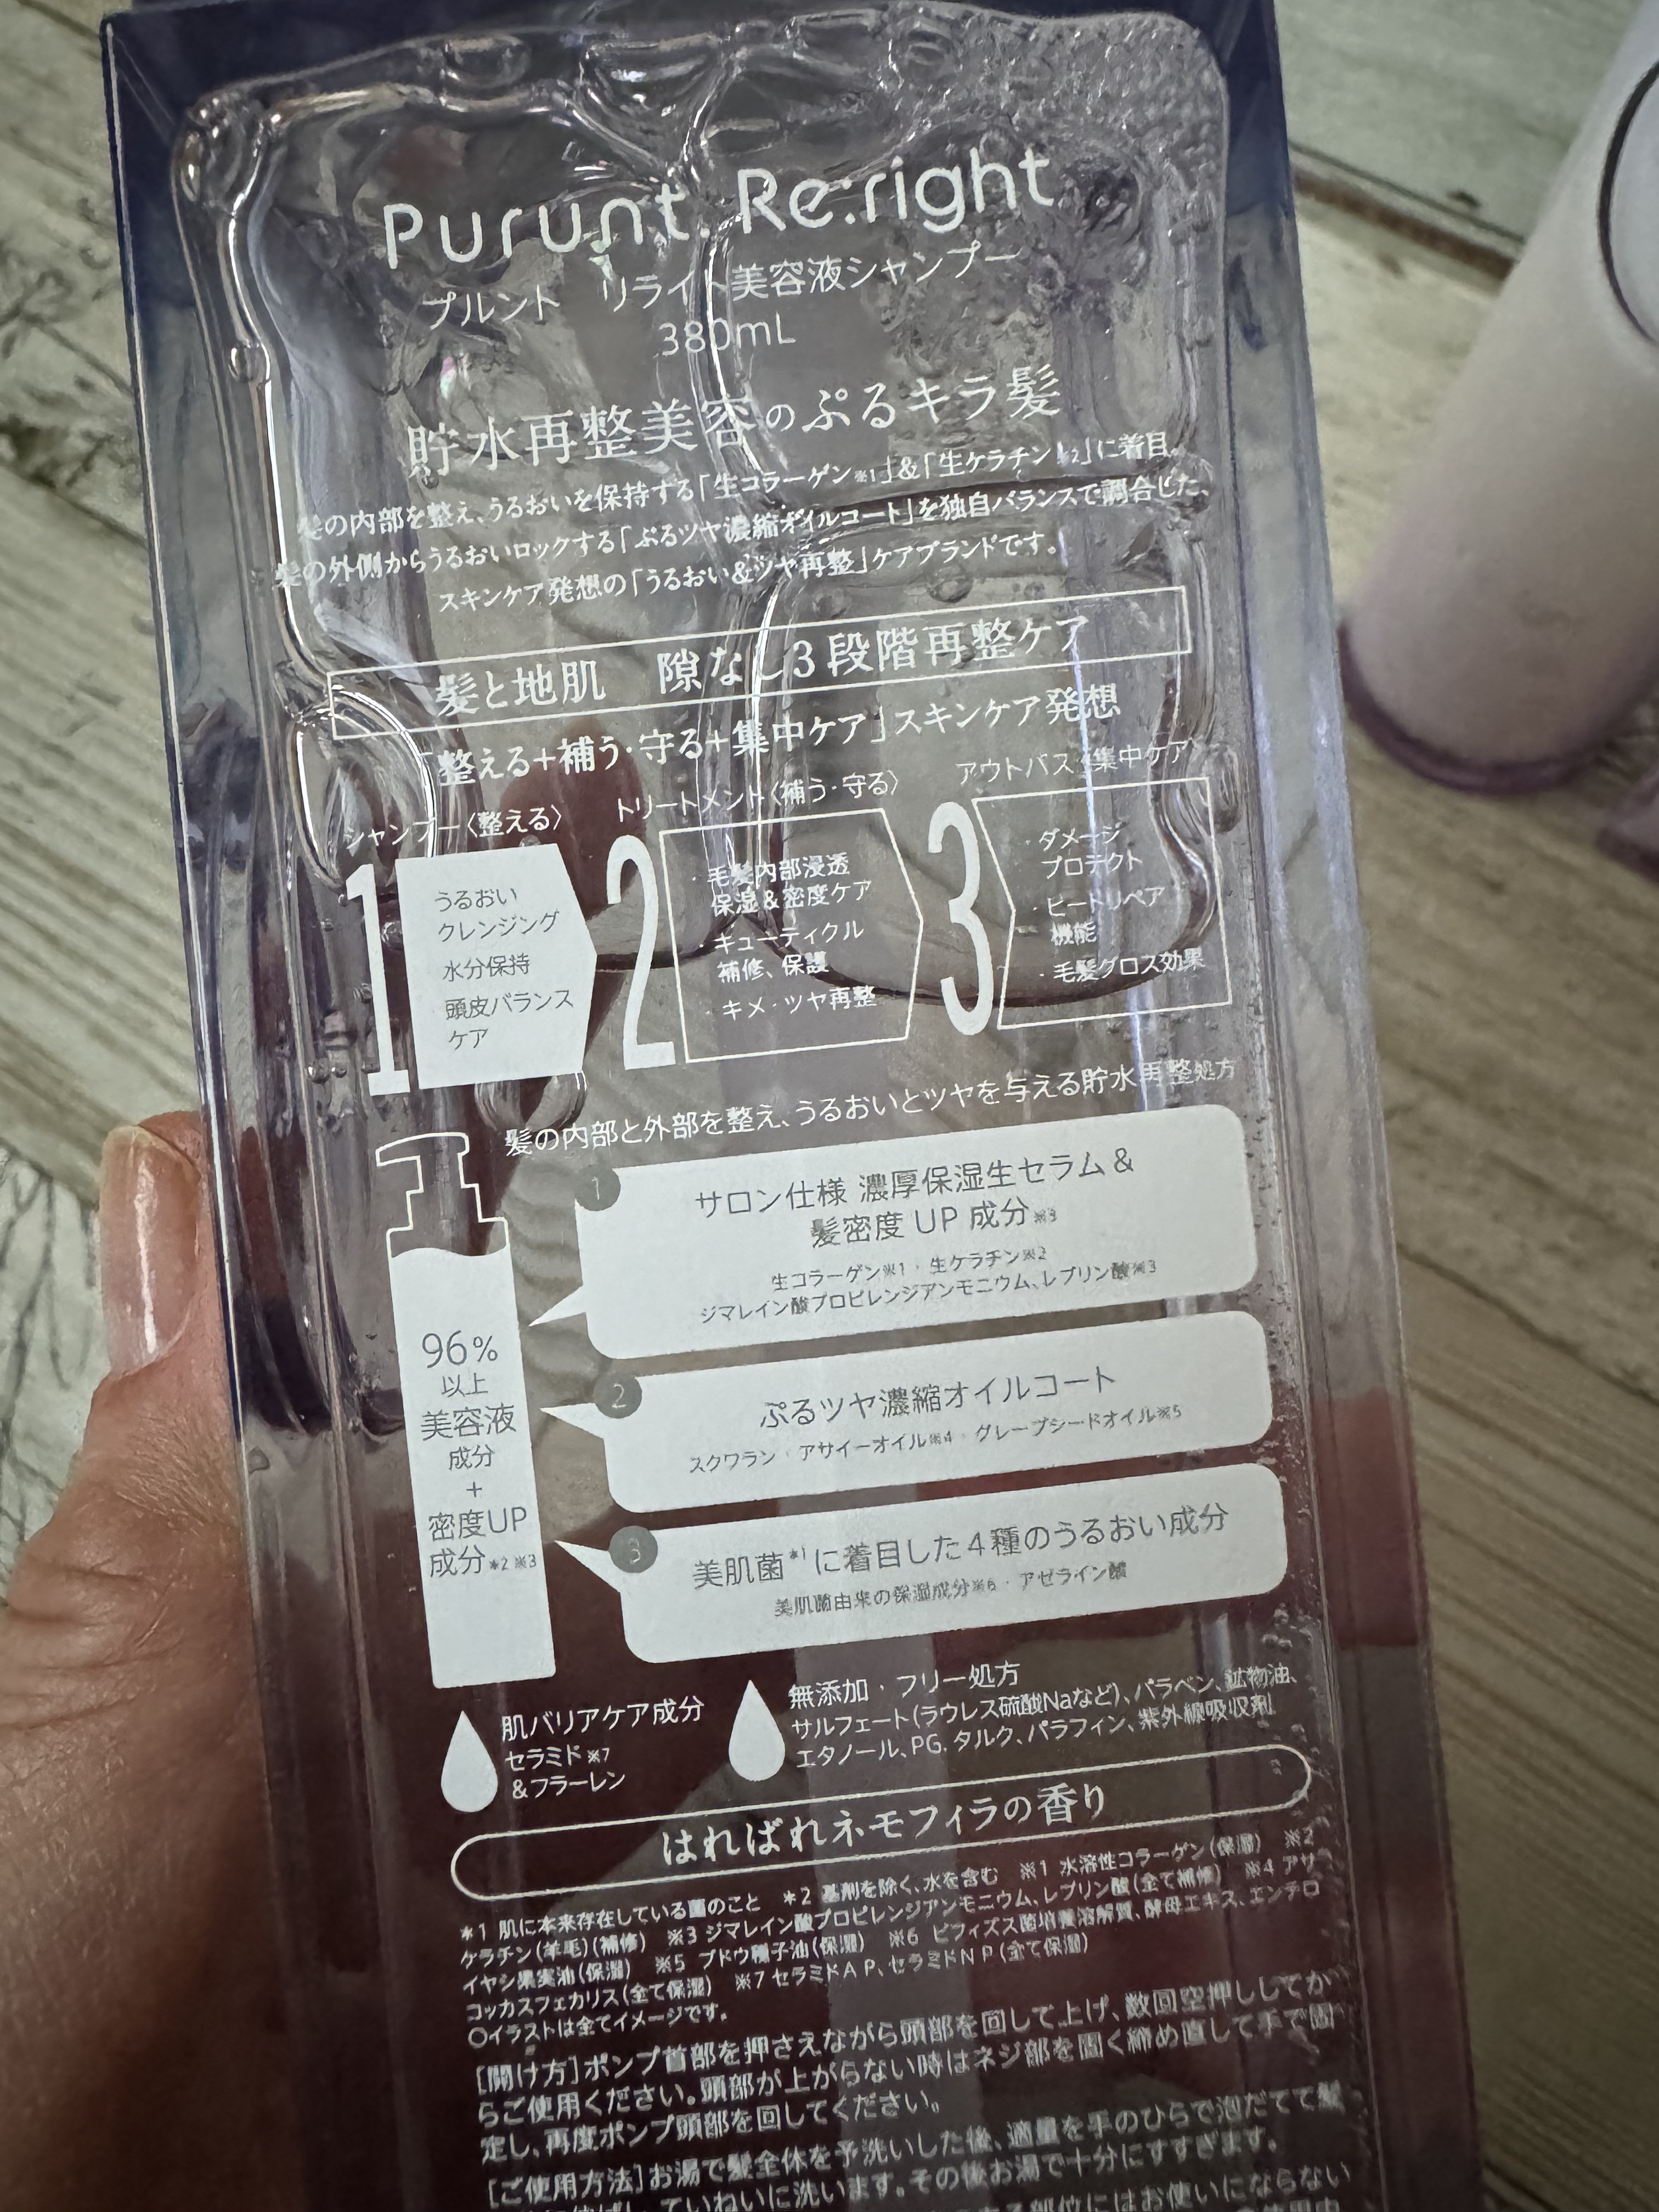 Purunt. Re:right
プルント　リライト美容液シャンプー
380mL
貯水再整美容のぷるキラ髪
髪の内部を整え、うるおいを保持する「生コラーゲン※1」&「生ケラチン※2」に着目。
髪の外側からうるおいロックする「ぷるツヤ濃縮オイルコート」を独自バランスで調合した、
スキンケア発想の「うるおい&ツヤ再整」ケアブランドです。
髪と地肌　隙なし3段階再整ケア
「整える+補う・守る+集中ケア」スキンケア発想
シャンプー〈整える〉
1
うるおい
クレンジング
水分保持
頭皮バランス
ケア
トリートメント〈補う・守る〉
2
・毛髪内部浸透
保湿&密度ケア
・キューティクル
補修、保護
・キメ・ツヤ再整
アウトバス〈集中ケア〉
3
・ダメージ
プロテクト
・ヒートリペア
機能
・毛髪グロス効果
髪の内部と外部を整え、うるおいとツヤを与える貯水再整処方
96%
以上
美容液
成分
+
密度UP
成分*2 ※3
1
サロン仕様 濃厚保湿生セラム &
髪密度 UP 成分※3
生コラーゲン※1・生ケラチン※2
ジマレイン酸プロピレンジアンモニウム、レブリン酸※3
2
ぷるツヤ濃縮オイルコート
スクワラン・アサイーオイル※4・グレープシードオイル※5
3
美肌菌*1に着目した4種のうるおい成分
美肌菌由来の保湿成分※6・アゼライン酸
肌バリアケア成分
セラミド※7
&フラーレン
無添加・フリー処方
サルフェート(ラウレス硫酸Naなど)、パラベン、鉱物油、
エタノール、PG、タルク、パラフィン、紫外線吸収剤
はればれネモフィラの香り
*1 肌に本来存在している菌のこと　*2 基剤を除く、水を含む　※1 水溶性コラーゲン(保湿)　※2
ケラチン(羊毛)(補修)　※3 ジマレイン酸プロピレンジアンモニウム、レブリン酸(全て補修)　※4 アサ
イヤシ果実油(保湿)　※5 ブドウ種子油(保湿)　※6 ビフィズス菌培養溶解質、酵母エキス、エンテロ
コッカスフェカリス(全て保湿)　※7 セラミドAP、セラミドNP(全て保湿)
○イラストは全てイメージです。
[開け方]ポンプ首部を押さえながら頭部を回して上げ、数回空押ししてか
らご使用ください。頭部が上がらない時はネジ部を固く締め直して手で固
定し、再度ポンプ頭部を回してください。
[ご使用方法]お湯で髪全体を予洗いした後、適量を手のひらで泡だてて髪
ていねいに洗います。その後お湯で十分にすすぎます。
部位にはお使いにならない